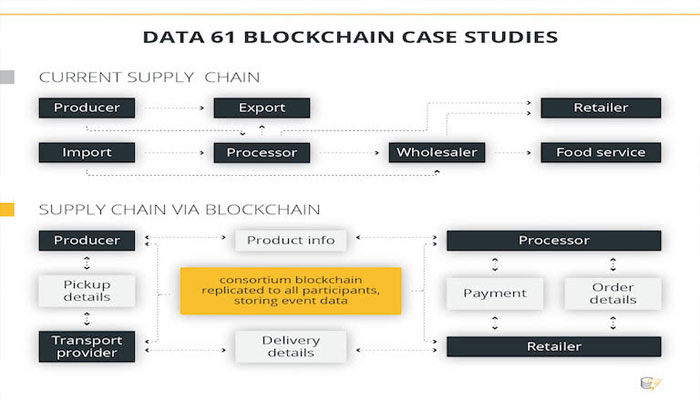 DATA 61 BLOCKCHAIN CASE STUDIES
CURRENT SUPPLY CHAIN
Producer
Export
Retailer
Import
Processor
Wholesaler
Food service
SUPPLY CHAIN VIA BLOCKCHAIN
Producer
Product info
Processor
Pickup
details
consortium blockchain
replicated to all participants,
storing event data
Payment
Order
details
Transport
provider
Delivery
details
Retailer